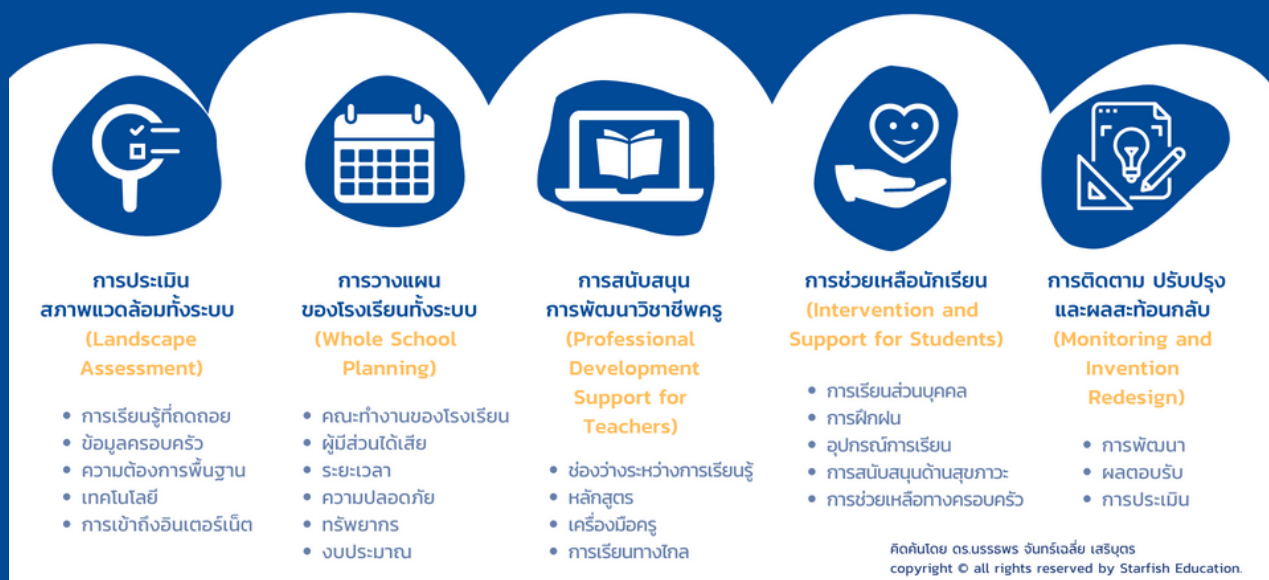 การประเมิน
สภาพแวดล้อมทั้งระบบ
(Landscape
Assessment)
• การเรียนรู้ที่ถดถอย
• ข้อมูลครอบครัว
• ความต้องการพื้นฐาน
• เทคโนโลยี
• การเข้าถึงอินเตอร์เน็ต
การวางแผน
ของโรงเรียนทั้งระบบ
(Whole School
Planning)
• คณะทำงานของโรงเรียน
• ผู้มีส่วนได้เสีย
• ระยะเวลา
• ความปลอดภัย
• ทรัพยากร
• งบประมาณ
การสนับสนุน
การพัฒนาวิชาชีพครู
(Professional
Development
Support for
Teachers)
• ช่องว่างระหว่างการเรียนรู้
• หลักสูตร
• เครื่องมือครู
• การเรียนทางไกล
การช่วยเหลือนักเรียน
(Intervention and
Support for Students)
• การเรียนส่วนบุคคล
• การฝึกฝน
• อุปกรณ์การเรียน
• การสนับสนุนด้านสุขภาวะ
• การช่วยเหลือทางครอบครัว
การติดตาม ปรับปรุง
และผลสะท้อนกลับ
(Monitoring and
Invention
Redesign)
• การพัฒนา
• ผลตอบรับ
• การประเมิน
คิดค้นโดย ดร.นรรธพร จันทร์เฉลี่ย เสริบุตร
copyright © all rights reserved by Starfish Education.